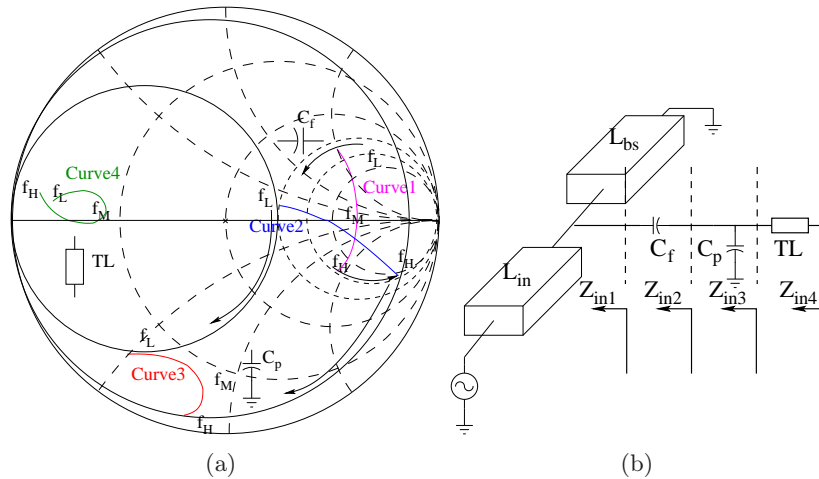 C_f
f_L
Curve1
Curve4
f_H
f_L
f_M
f_L
f_M
Curve2
f_H
f_H
TL
f_L
Curve3
f_M
C_p
f_H
(a)
L_bs
C_f
C_p
TL
L_in
Z_in1
Z_in2
Z_in3
Z_in4
(b)